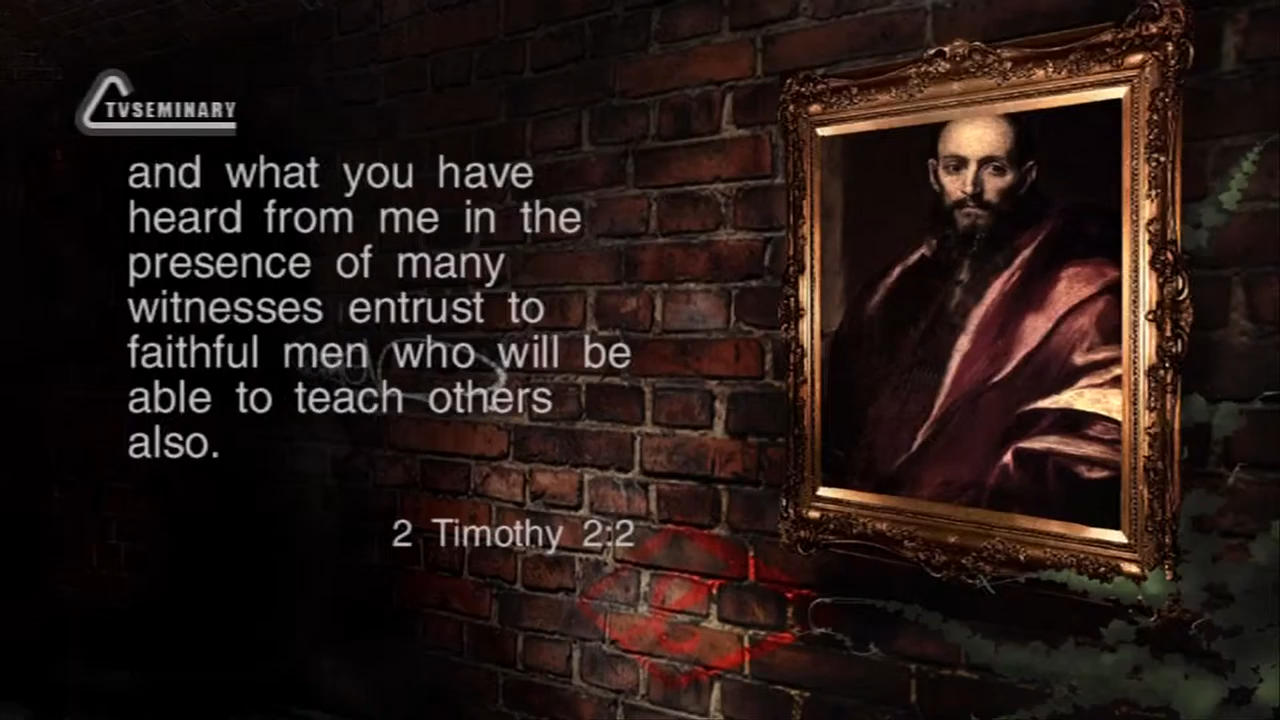 TVSEMINARY
and what you have
heard from me in the
presence of many
witnesses entrust to
faithful men who will be
able to teach others
also.
2 Timothy 2:2